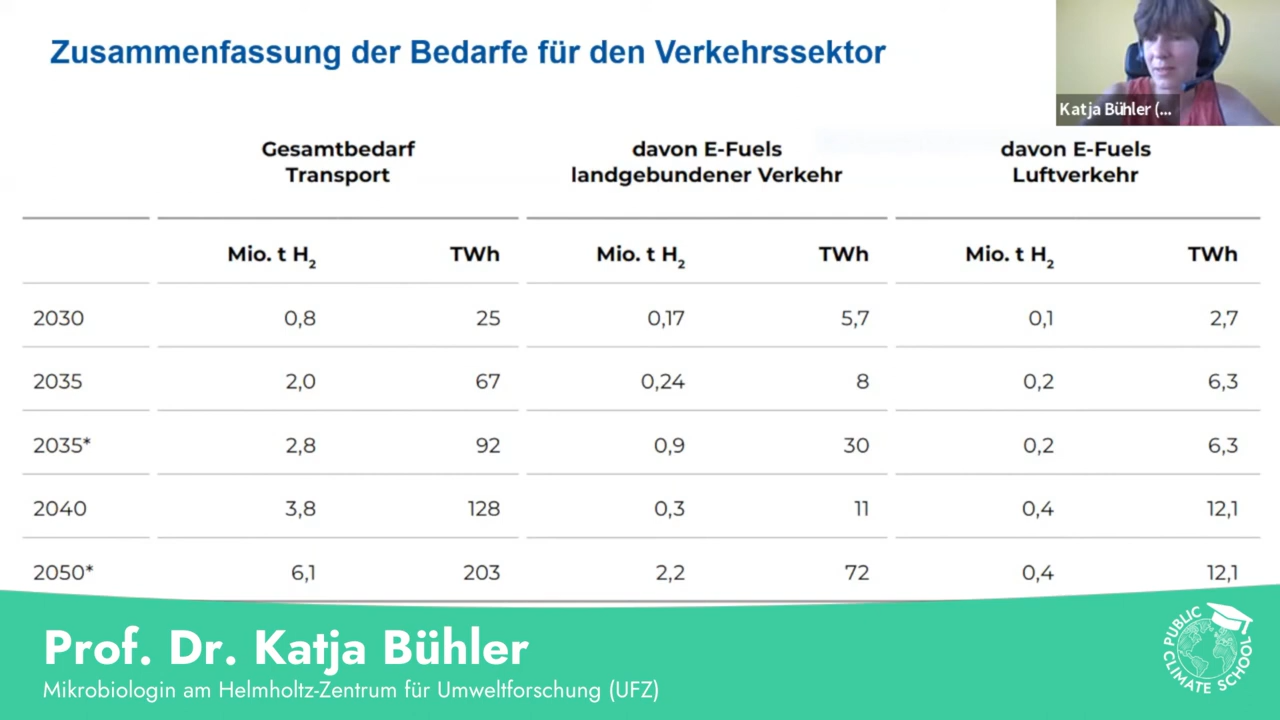 Zusammenfassung der Bedarfe für den Verkehrssektor
Katja Bühler (...
Gesamtbedarf
Transport
davon E-Fuels
landgebundener Verkehr
davon E-Fuels
Luftverkehr
Mio. t H₂ TWh Mio. t H₂ TWh Mio. t H₂ TWh
2030 0,8 25 0,17 5,7 0,1 2,7
2035 2,0 67 0,24 8 0,2 6,3
2035* 2,8 92 0,9 30 0,2 6,3
2040 3,8 128 0,3 11 0,4 12,1
2050* 6,1 203 2,2 72 0,4 12,1
Prof. Dr. Katja Bühler
Mikrobiologin am Helmholtz-Zentrum für Umweltforschung (UFZ)
PUBLIC
CLIMATE SCHOOL